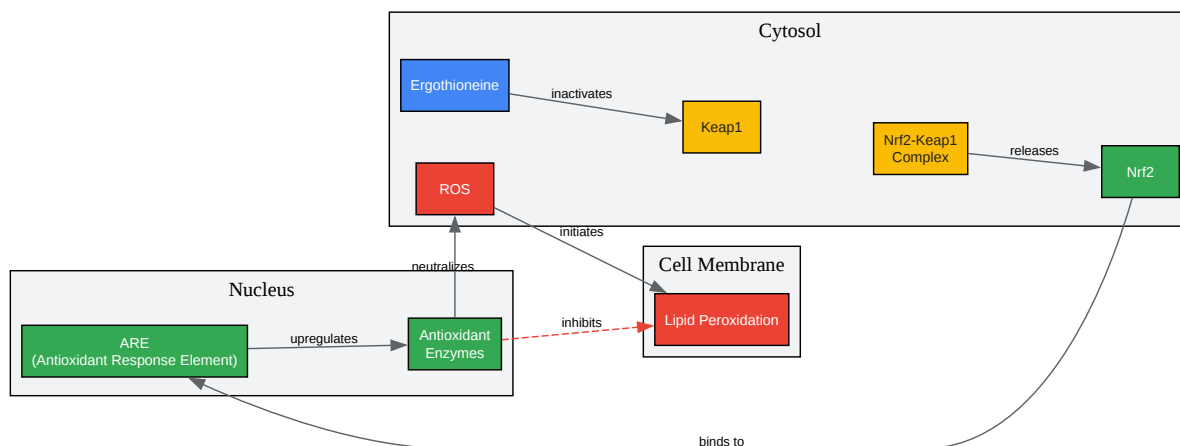 Cytosol
Ergothioneine
inactivates
Keap1
Nrf2-Keap1
Complex
releases
Nrf2
ROS
initiates
neutralizes
Cell Membrane
Lipid Peroxidation
Nucleus
ARE
(Antioxidant Response Element)
upregulates
Antioxidant
Enzymes
inhibits
binds to